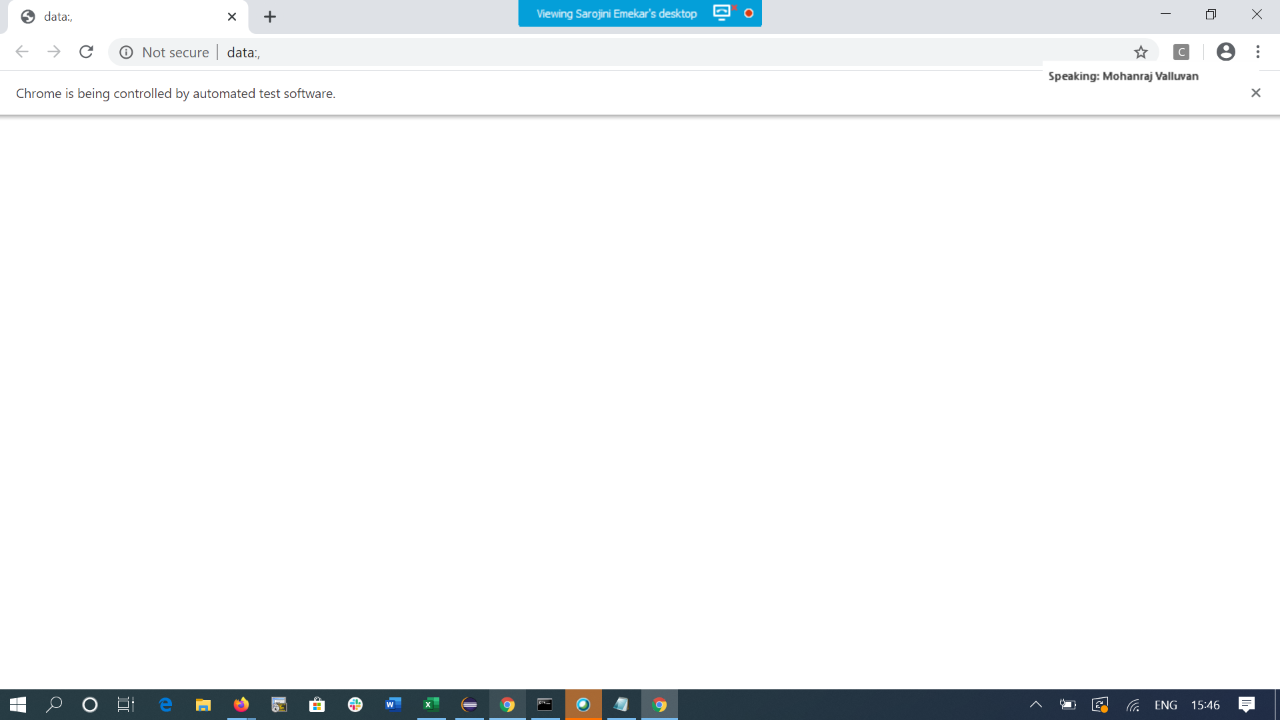 data:,
Viewing Sarojini Emekar's desktop
Not secure
data:,
C
Speaking: Mohanraj Valluvan
Chrome is being controlled by automated test software.
ENG
15:46